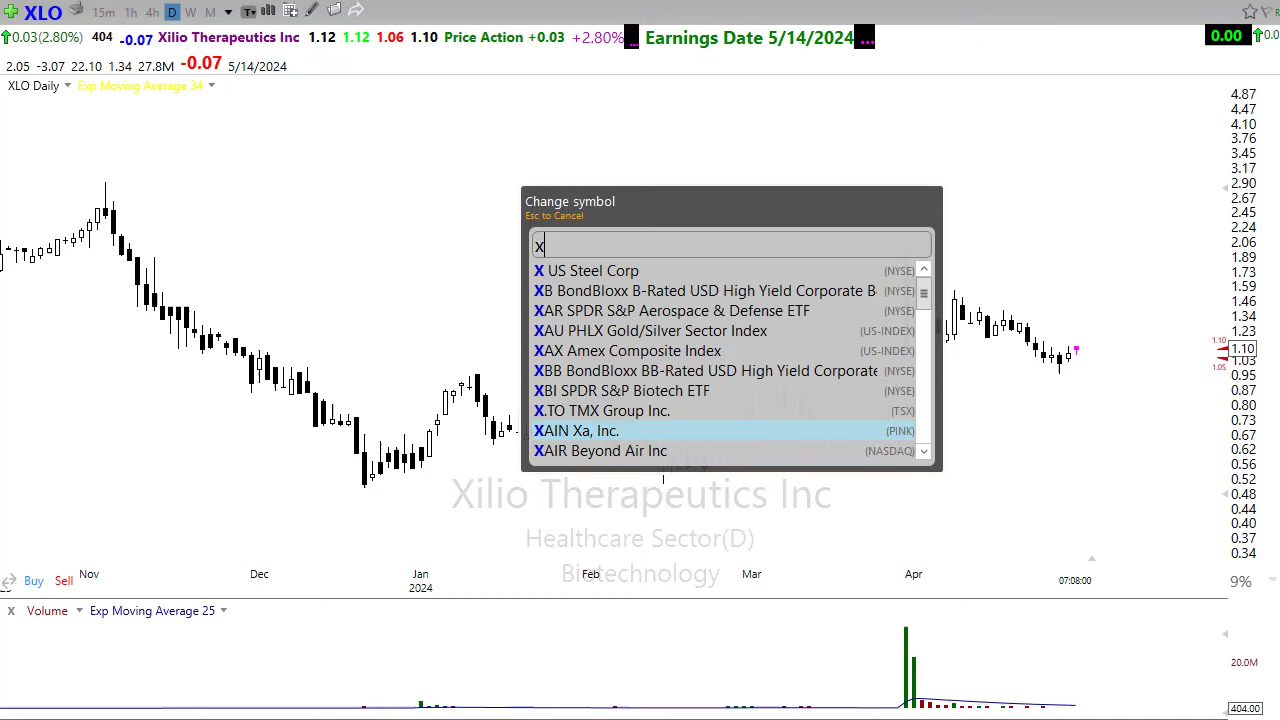 XLO 15m 1h 4h D W M T
0.03(2.80%) 404 -0.07 Xilio Therapeutics Inc 1.12 1.12 1.06 1.10 Price Action +0.03 +2.80% ... Earnings Date 5/14/2024 ... 0.00
2.05 -3.07 22.10 1.34 27.8M -0.07 5/14/2024
XLO Daily Exp Moving Average 34
Change symbol
Esc to Cancel
x
X US Steel Corp (NYSE)
XB BondBloxx B-Rated USD High Yield Corporate B (NYSE)
XAR SPDR S&P Aerospace & Defense ETF (NYSE)
XAU PHLX Gold/Silver Sector Index (US-INDEX)
XAX Amex Composite Index (US-INDEX)
XBB BondBloxx BB-Rated USD High Yield Corporate (NYSE)
XBI SPDR S&P Biotech ETF (NYSE)
X.TO TMX Group Inc. (TSX)
XAIN Xa, Inc. (PINK)
XAIR Beyond Air Inc (NASDAQ)
4.87
4.47
4.10
3.76
3.45
3.17
2.90
2.67
2.45
2.24
2.06
1.89
1.73
1.59
1.46
1.34
1.23
1.10 1.10
1.03
1.05
0.95
0.87
0.80
0.73
0.67
0.62
0.56
0.52
0.48
0.44
0.40
0.37
0.34
Xilio Therapeutics Inc
Healthcare Sector(D)
Biotechnology
Buy Sell Nov Dec Jan Feb Mar Apr 07:08:00 9%
2024
X Volume Exp Moving Average 25
20.0M
404.00